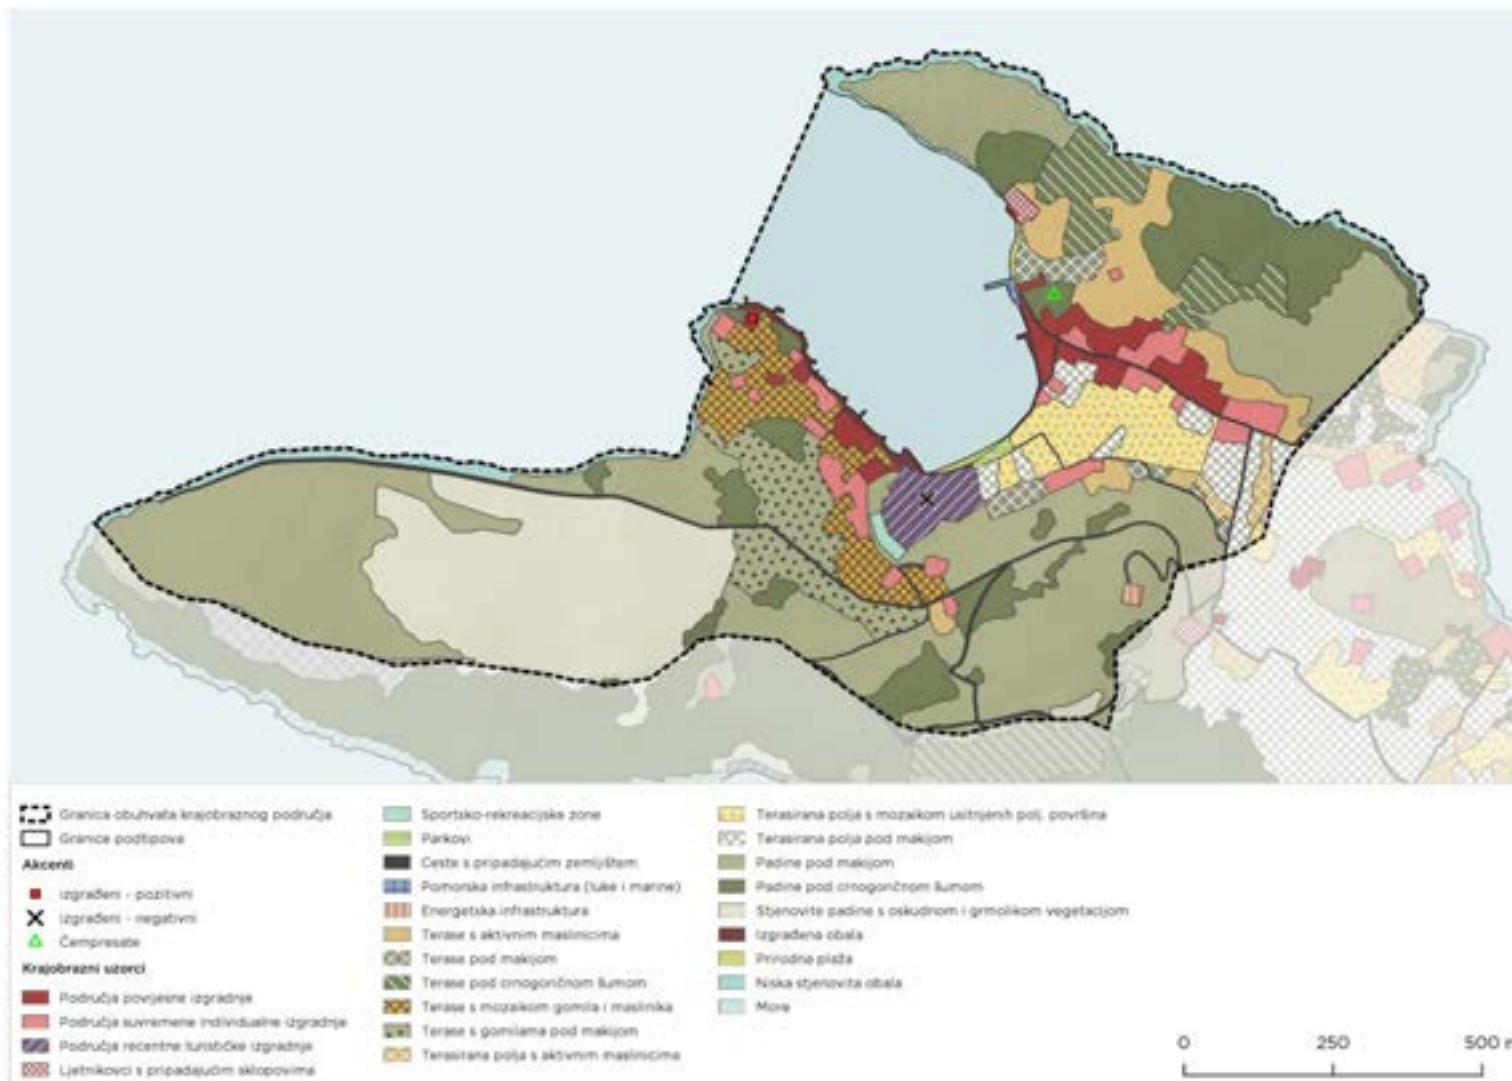 Granica obuhvata krajobraznog područja
Granice podtipova
Akcenti
izgrađeni - pozitivni
izgrađeni - negativni
Čempresate
Krajobrazni uzorci
Područja povijesne izgradnje
Područja suvremene individualne izgradnje
Područja recentne turističke izgradnje
Ljetnikovci s pripadajućim sklopovima
Sportsko-rekreacijske zone
Parkovi
Ceste s pripadajućim zemljištem
Pomorska infrastruktura (luke i marine)
Energetska infrastruktura
Terase s aktivnim maslinicima
Terase pod makijom
Terase pod crnogoričnom šumom
Terase s mozaikom gomila i maslinika
Terase s gomilama pod makijom
Terasirana polja s aktivnim maslinicima
Terasirana polja s mozaikom usitnjenih polj. površina
Terasirana polja pod makijom
Padine pod makijom
Padine pod crnogoričnom šumom
Stjenovite padine s oskudnom i grmolikom vegetacijom
Izgrađena obala
Prirodna plaža
Niska stjenovita obala
More
0 250 500 m